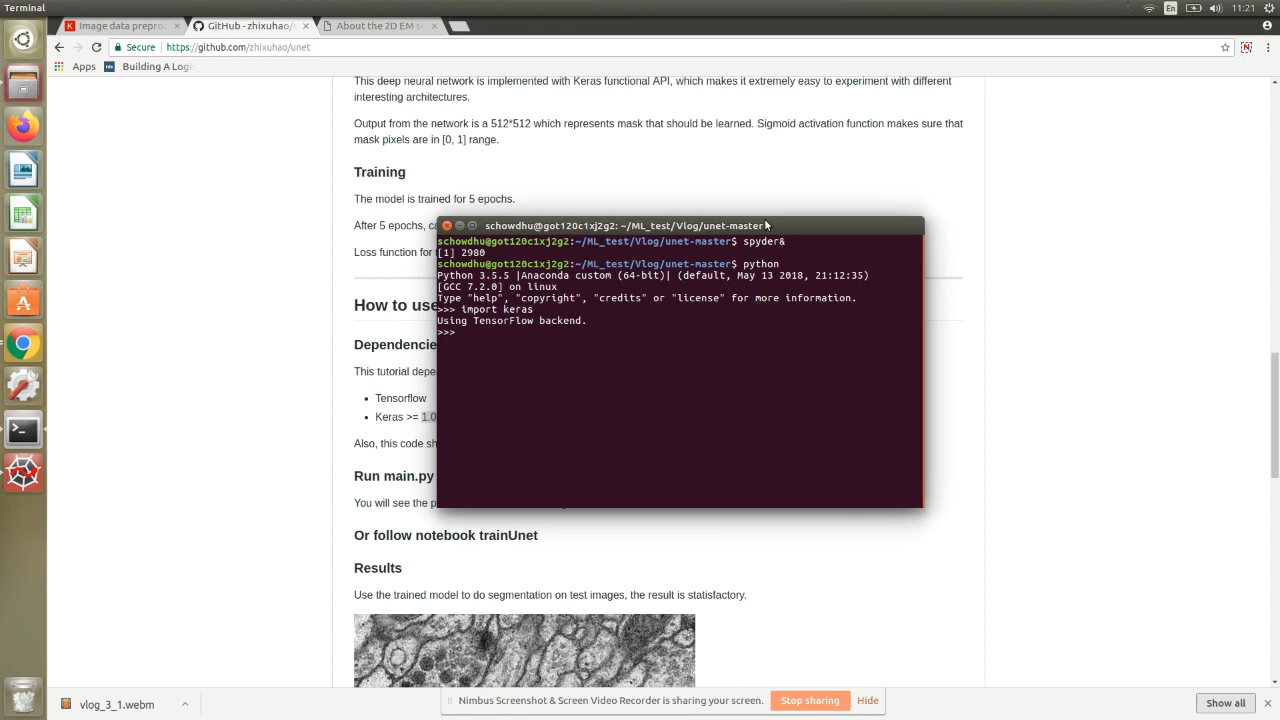 Terminal
En
11:21
Image data preproc
GitHub - zhixuhao/
About the 2D EM se
Secure
https://github.com/zhixuhao/unet
Apps
Building A Logi
This deep neural network is implemented with Keras functional API, which makes it extremely easy to experiment with different
interesting architectures.
Output from the network is a 512*512 which represents mask that should be learned. Sigmoid activation function makes sure that
mask pixels are in [0, 1] range.
Training
The model is trained for 5 epochs.
After 5 epochs, ca
Loss function for
schowdhu@got120c1xj2g2: ~/ML_test/Vlog/unet-master
schowdhu@got120c1xj2g2:~/ML_test/Vlog/unet-master$ spyder&
[1] 2980
schowdhu@got120c1xj2g2:~/ML_test/Vlog/unet-master$ python
Python 3.5.5 |Anaconda custom (64-bit)| (default, May 13 2018, 21:12:35)
[GCC 7.2.0] on linux
Type "help", "copyright", "credits" or "license" for more information.
>>> import keras
Using TensorFlow backend.
>>>
How to use
Dependencie
This tutorial depe
Tensorflow
Keras >= 1.0
Also, this code sh
Run main.py
You will see the p
Or follow notebook trainUnet
Results
Use the trained model to do segmentation on test images, the result is statisfactory.
vlog_3_1.webm
Nimbus Screenshot & Screen Video Recorder is sharing your screen.
Stop sharing
Hide
Show all